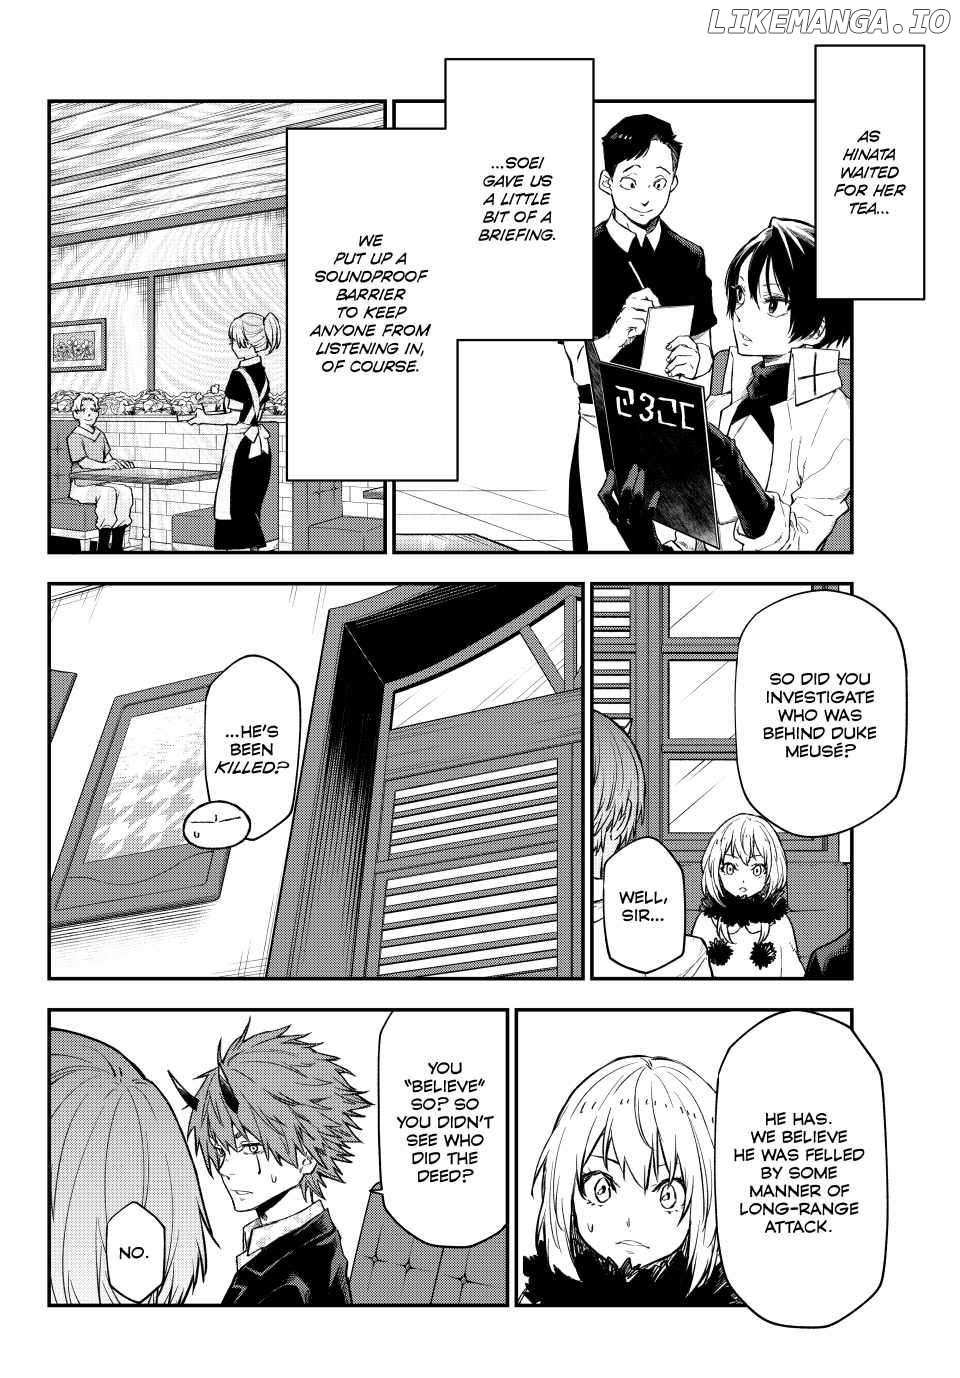 LIKEMANGA.IO
AS
HINATA
WAITED
FOR HER
TEA...
...SOEI
GAVE US
A LITTLE
BIT OF A
BRIEFING.
WE
PUT UP A
SOUNDPROOF
BARRIER
TO KEEP
ANYONE FROM
LISTENING IN,
OF COURSE.
SO DID YOU
INVESTIGATE
WHO WAS
BEHIND DUKE
MEUSÉ?
WELL,
SIR...
...HE'S
BEEN
KILLED?
HE HAS.
WE BELIEVE
HE WAS FELLED
BY SOME
MANNER OF
LONG-RANGE
ATTACK.
YOU
"BELIEVE"
SO? SO
YOU DIDN'T
SEE WHO
DID THE
DEED?
NO.